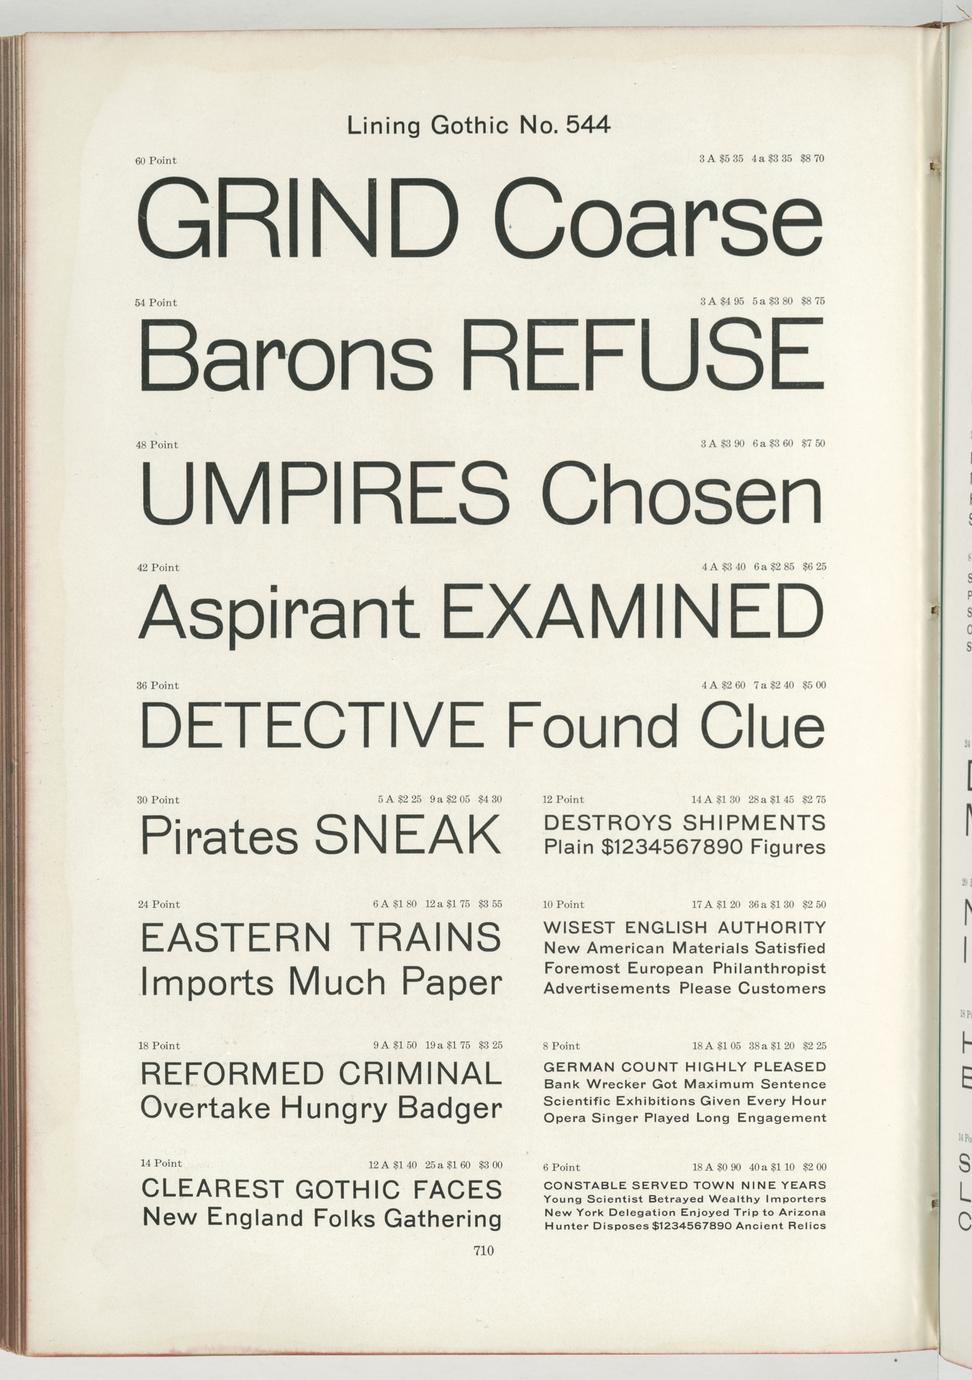 Lining Gothic No. 544
60 Point 3 A $5 35 4 a $3 35 $8 70
GRIND Coarse
54 Point 3 A $4 95 5 a $3 80 $8 75
Barons REFUSE
48 Point 3 A $3 90 6 a $3 60 $7 50
UMPIRES Chosen
42 Point 4 A $3 40 6 a $2 85 $6 25
Aspirant EXAMINED
36 Point 4 A $2 60 7 a $2 40 $5 00
DETECTIVE Found Clue
30 Point 5 A $2 25 9 a $2 05 $4 30
Pirates SNEAK
24 Point 6 A $1 80 12 a $1 75 $3 55
EASTERN TRAINS
Imports Much Paper
18 Point 9 A $1 50 19 a $1 75 $3 25
REFORMED CRIMINAL
Overtake Hungry Badger
14 Point 12 A $1 40 25 a $1 60 $3 00
CLEAREST GOTHIC FACES
New England Folks Gathering
12 Point 14 A $1 30 28 a $1 45 $2 75
DESTROYS SHIPMENTS
Plain $1234567890 Figures
10 Point 17 A $1 20 36 a $1 30 $2 50
WISEST ENGLISH AUTHORITY
New American Materials Satisfied
Foremost European Philanthropist
Advertisements Please Customers
8 Point 18 A $1 05 38 a $1 20 $2 25
GERMAN COUNT HIGHLY PLEASED
Bank Wrecker Got Maximum Sentence
Scientific Exhibitions Given Every Hour
Opera Singer Played Long Engagement
6 Point 18 A $0 90 40 a $1 10 $2 00
CONSTABLE SERVED TOWN NINE YEARS
Young Scientist Betrayed Wealthy Importers
New York Delegation Enjoyed Trip to Arizona
Hunter Disposes $1234567890 Ancient Relics
710